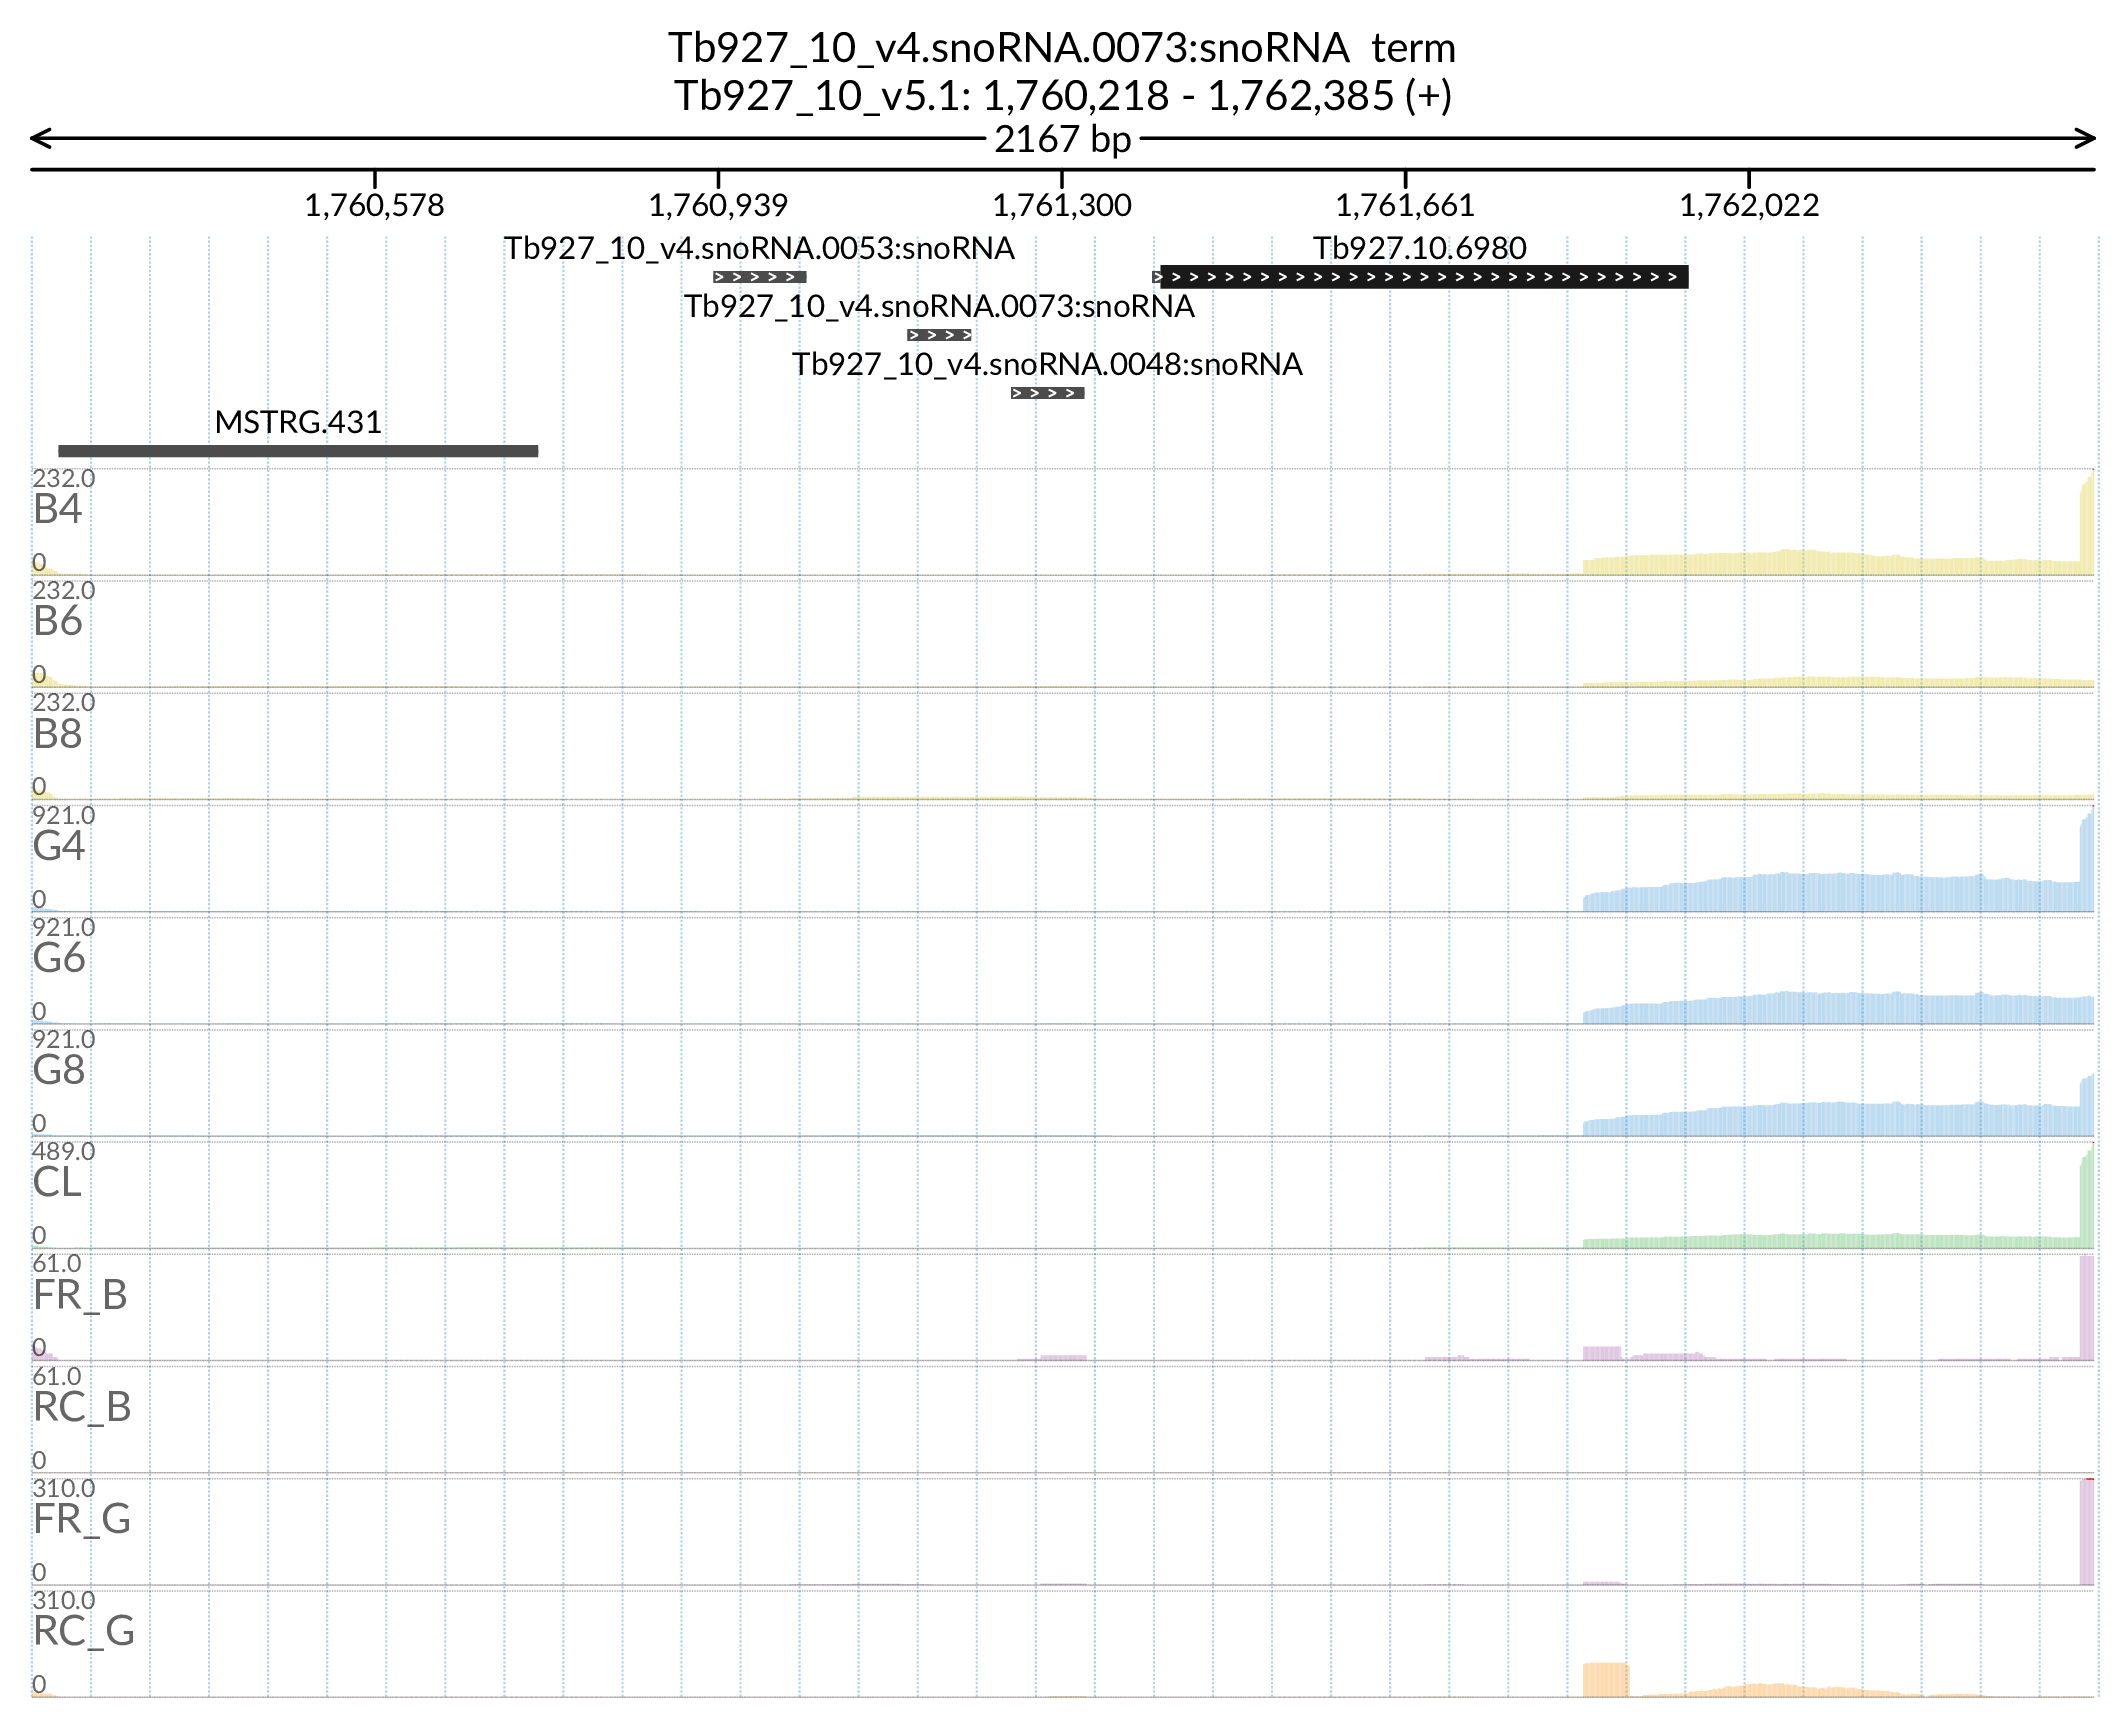 Tb927_10_v4.snoRNA.0073:snoRNA term
Tb927_10_v5.1: 1,760,218 - 1,762,385 (+)
2167 bp
1,760,578 1,760,939 1,761,300 1,761,661 1,762,022
Tb927_10_v4.snoRNA.0053:snoRNA Tb927.10.6980
Tb927_10_v4.snoRNA.0073:snoRNA
Tb927_10_v4.snoRNA.0048:snoRNA
MSTRG.431
232.0
B4
0
232.0
B6
0
232.0
B8
0
921.0
G4
0
921.0
G6
0
921.0
G8
0
489.0
CL
0
61.0
FR_B
0
61.0
RC_B
0
310.0
FR_G
0
310.0
RC_G
0